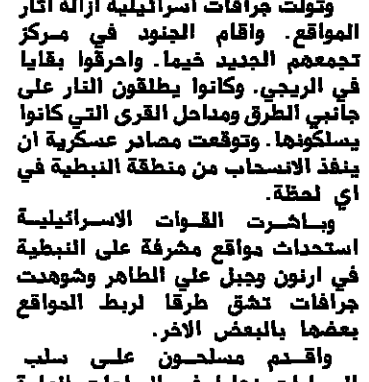 وتولت جرافات اسرائيلية ازالة اثار
المواقع. واقام الجنود في مركز
تجمعهم الجديد خيما. واحرقوا بقايا
في الريجي. وكانوا يطلقون النار على
جانبي الطرق ومداخل القرى التي كانوا
يسلكونها. وتوقعت مصادر عسكرية ان
ينفذ الانسحاب من منطقة النبطية في
اي لحظة.
وباشرت القوات الاسرائيلية
استحداث مواقع مشرفة على النبطية
في ارنون وجبل علي الطاهر وشوهدت
جرافات تشق طرقا لربط المواقع
بعضها بالبعض الاخر.
واقدم مسلحون على سلب